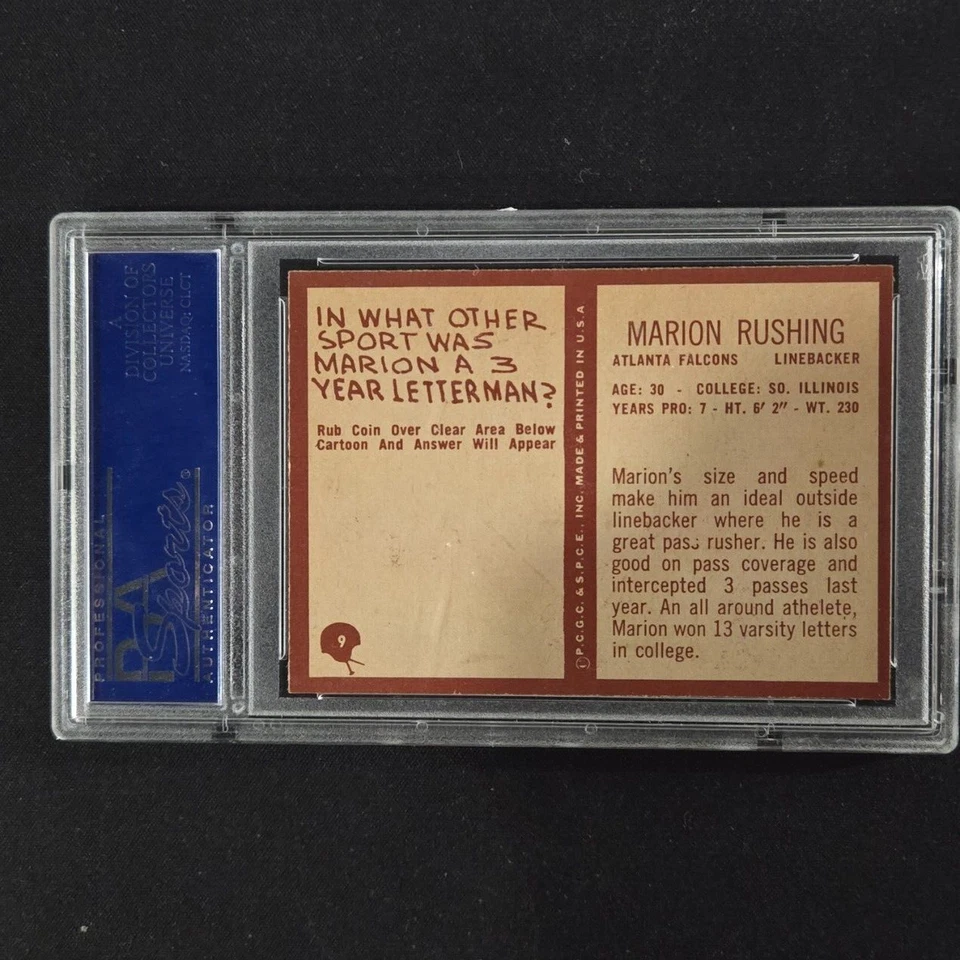 A
DIVISION OF
COLLECTORS
UNIVERSE
NASDAQ: CLCT
PROFESSIONAL
PSA
Sports
AUTHENTICATOR
IN WHAT OTHER
SPORT WAS
MARION A 3
YEAR LETTERMAN?
Rub Coin Over Clear Area Below
Cartoon And Answer Will Appear
9
©P.C.G.C. & S.P.C.E., INC. MADE & PRINTED IN U.S.A
MARION RUSHING
ATLANTA FALCONS LINEBACKER
AGE: 30 - COLLEGE: SO. ILLINOIS
YEARS PRO: 7 - HT. 6' 2" - WT. 230
Marion's size and speed
make him an ideal outside
linebacker where he is a
great pass rusher. He is also
good on pass coverage and
intercepted 3 passes last
year. An all around athelete,
Marion won 13 varsity letters
in college.